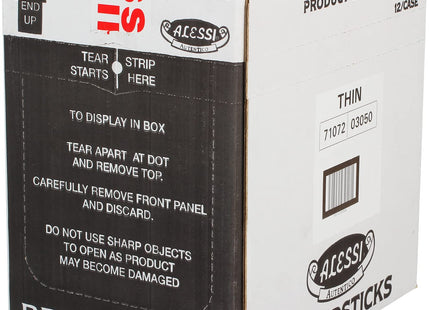 END
UP
ALESSI
AUTENTICO
TEAR STRIP
STARTS HERE
TO DISPLAY IN BOX
TEAR APART AT DOT
AND REMOVE TOP.
CAREFULLY REMOVE FRONT PANEL
AND DISCARD.
DO NOT USE SHARP OBJECTS
TO OPEN AS PRODUCT
MAY BECOME DAMAGED
12/CASE
THIN
71072 03050
ALESSI
AUTENTICO